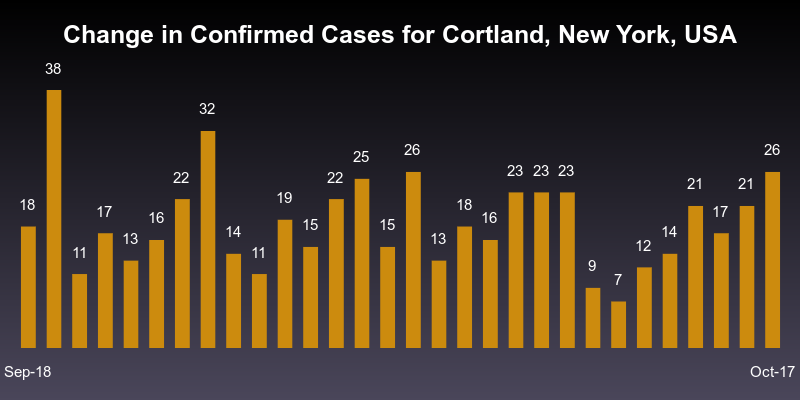 Change in Confirmed Cases for Cortland, New York, USA
18 38 11 17 13 16 22 32 14 11 19 15 22 25 15 26 13 18 16 23 23 23 9 7 12 14 21 17 21 26
Sep-18 Oct-17